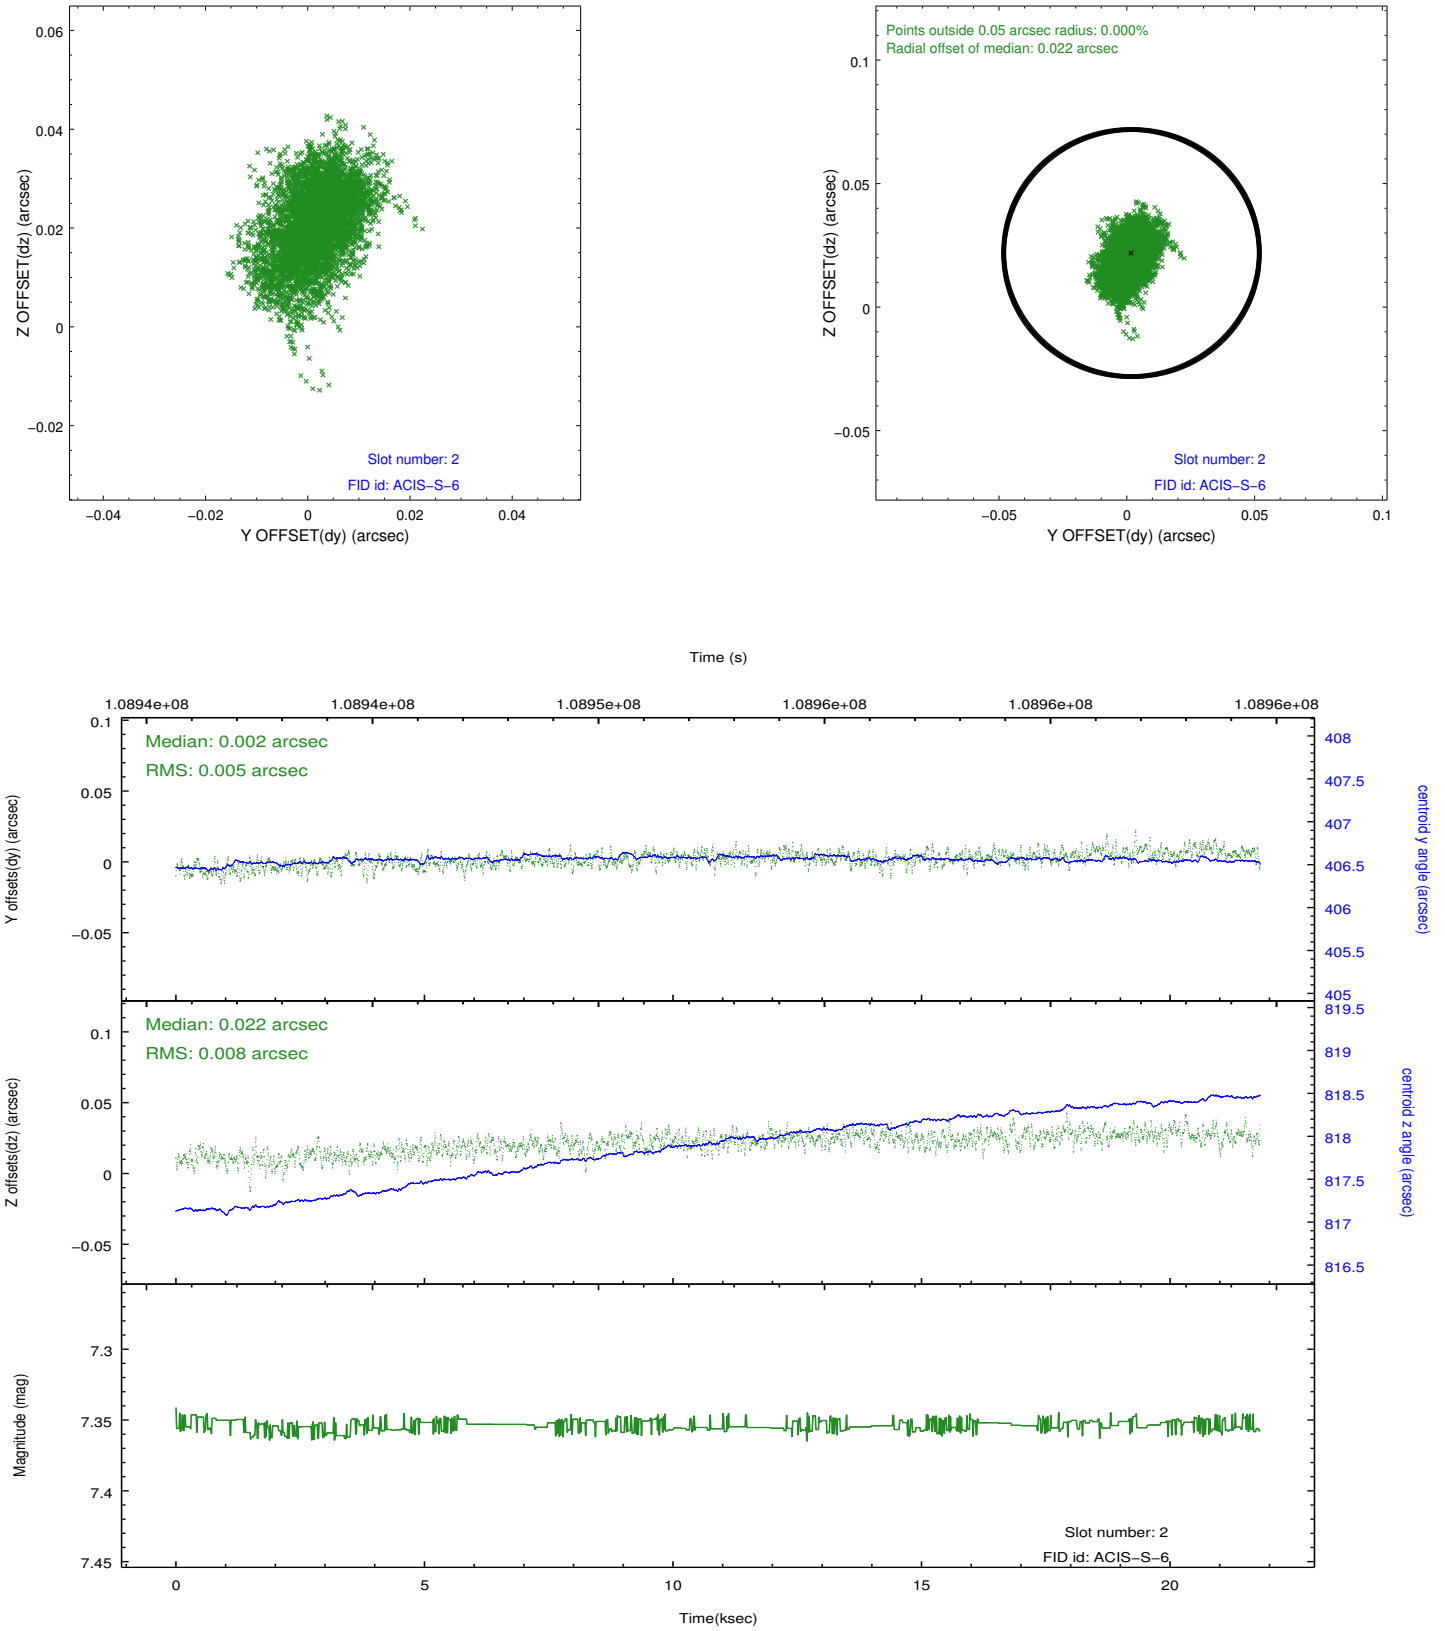 0.06
0.04
0.02
0
−0.02
Z OFFSET(dz) (arcsec)
Slot number: 2
FID id: ACIS−S−6
−0.04
−0.02
0
0.02
0.04
Y OFFSET(dy) (arcsec)
Points outside 0.05 arcsec radius: 0.000%
Radial offset of median: 0.022 arcsec
0.1
0.05
0
−0.05
Z OFFSET(dz) (arcsec)
Slot number: 2
FID id: ACIS−S−6
−0.05
0
0.05
0.1
Y OFFSET(dy) (arcsec)
Time (s)
1.0894e+08
1.0894e+08
1.0895e+08
1.0896e+08
1.0896e+08
1.0896e+08
Median: 0.002 arcsec
RMS: 0.005 arcsec
0.1
0.05
0
−0.05
Y offsets(dy) (arcsec)
408
407.5
407
406.5
406
405.5
405
centroid y angle (arcsec)
Median: 0.022 arcsec
RMS: 0.008 arcsec
0.1
0.05
0
−0.05
Z offsets(dz) (arcsec)
819.5
819
818.5
818
817.5
817
816.5
centroid z angle (arcsec)
7.3
7.35
7.4
7.45
Magnitude (mag)
Slot number: 2
FID id: ACIS−S−6
0
5
10
15
20
Time(ksec)